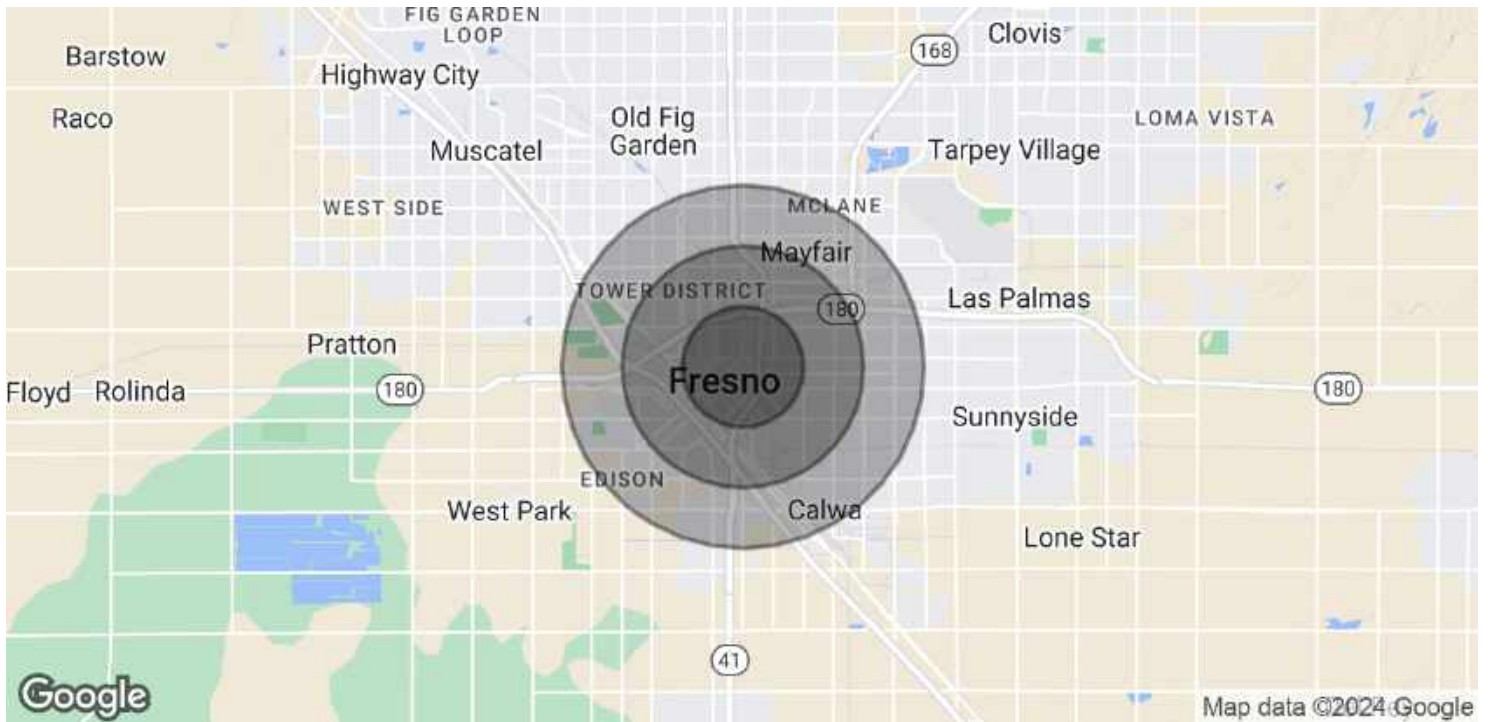 FIG GARDEN
LOOP
Clovis
168
Barstow
Highway City
Raco
Old Fig
Garden
LOMA VISTA
Muscatel
Tarpey Village
WEST SIDE
MCLANE
Mayfair
TOWER DISTRICT
Las Palmas
180
Pratton
Fresno
Floyd
Rolinda
180
180
Sunnyside
EDISON
West Park
Calwa
Lone Star
41
Google
Map data ©2024 Google